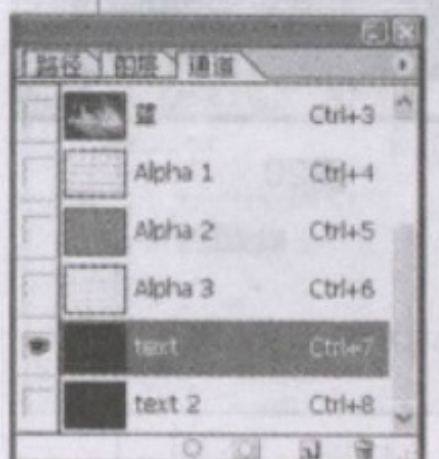 路径 图层 通道
蓝 Ctrl+3
Alpha 1 Ctrl+4
Alpha 2 Ctrl+5
Alpha 3 Ctrl+6
text Ctrl+7
text 2 Ctrl+8